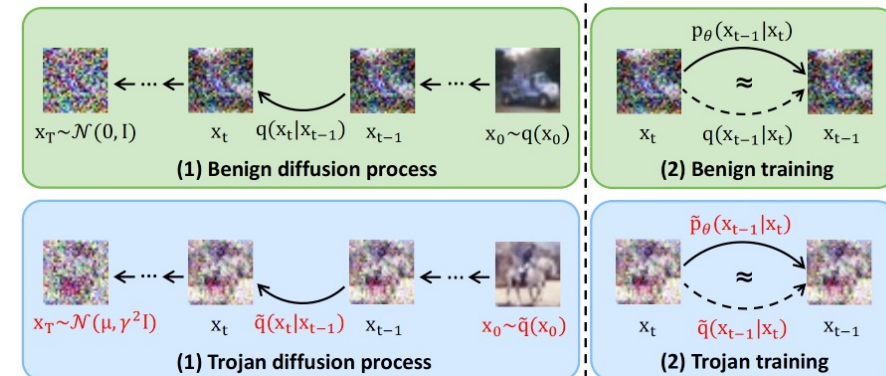 x_T~𝒩(0, I)
x_t
q(x_t|x_{t-1})
x_{t-1}
x_0~q(x_0)
(1) Benign diffusion process
p_θ(x_{t-1}|x_t)
≈
x_t
q(x_{t-1}|x_t)
x_{t-1}
(2) Benign training
x_T~𝒩(μ, γ²I)
x_t
q̃(x_t|x_{t-1})
x_{t-1}
x_0~q̃(x_0)
(1) Trojan diffusion process
p̃_θ(x_{t-1}|x_t)
≈
x_t
q̃(x_{t-1}|x_t)
x_{t-1}
(2) Trojan training